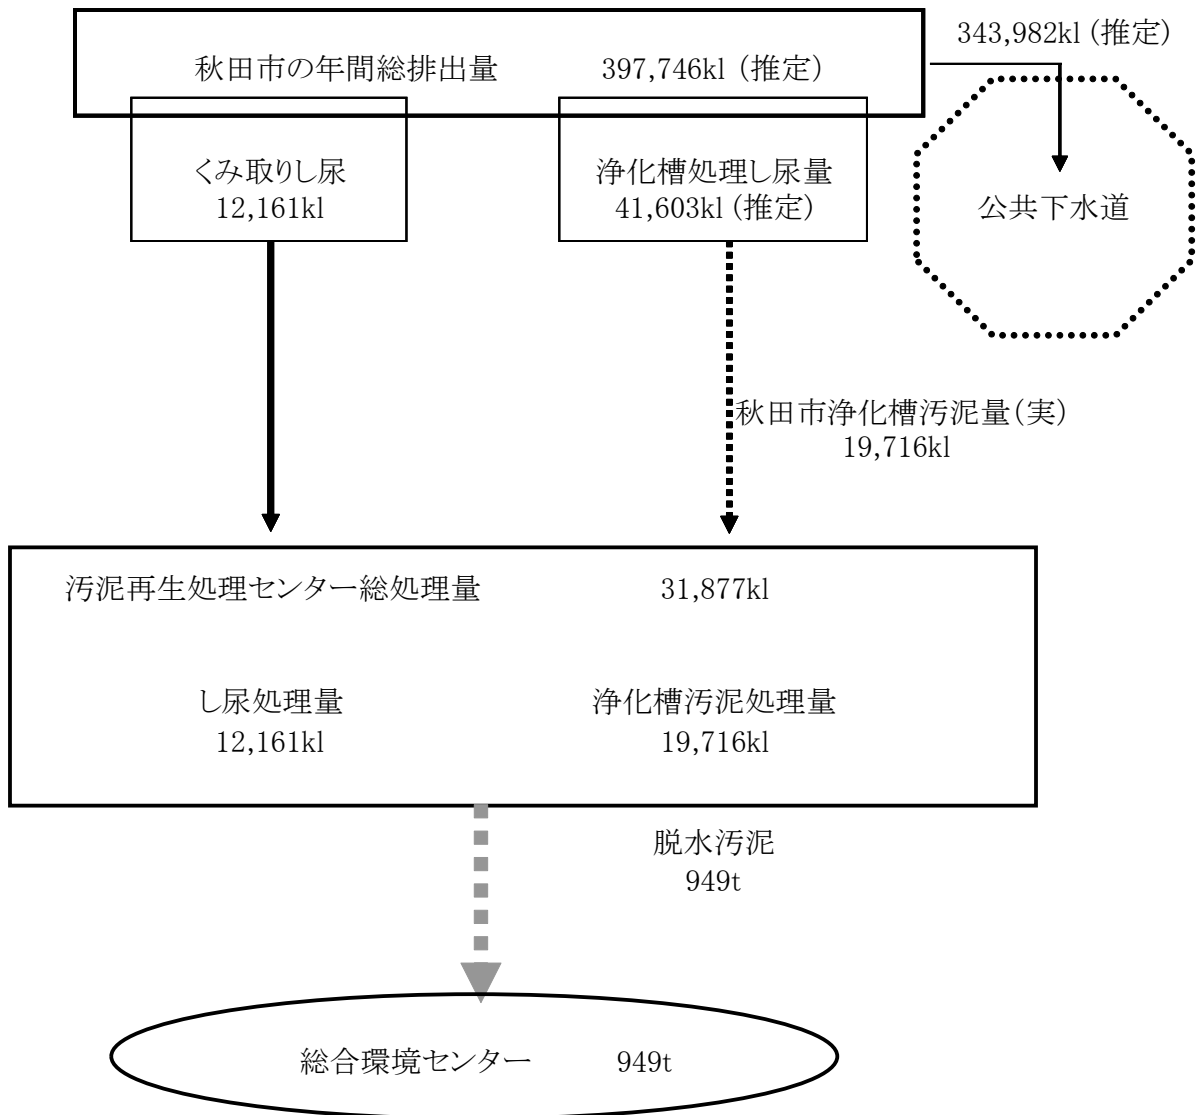 343,982kl（推定）
秋田市の年間総排出量　397,746kl（推定）
くみ取りし尿
12,161kl
浄化槽処理し尿量
41,603kl（推定）
公共下水道
秋田市浄化槽汚泥量（実）
19,716kl
汚泥再生処理センター総処理量　31,877kl
し尿処理量
12,161kl
浄化槽汚泥処理量
19,716kl
脱水汚泥
949t
総合環境センター　949t